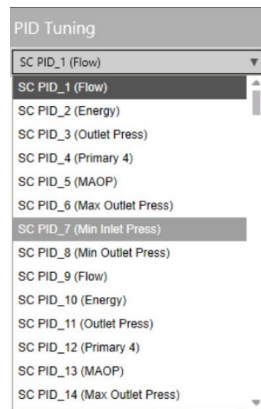 PID Tuning
SC PID_1 (Flow)
SC PID_1 (Flow)
SC PID_2 (Energy)
SC PID_3 (Outlet Press)
SC PID_4 (Primary 4)
SC PID_5 (MAOP)
SC PID_6 (Max Outlet Press)
SC PID_7 (Min Inlet Press)
SC PID_8 (Min Outlet Press)
SC PID_9 (Flow)
SC PID_10 (Energy)
SC PID_11 (Outlet Press)
SC PID_12 (Primary 4)
SC PID_13 (MAOP)
SC PID_14 (Max Outlet Press)